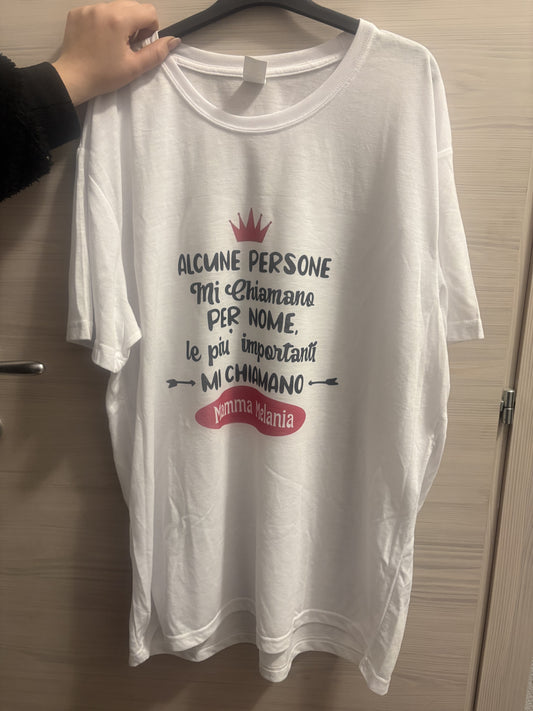 ALCUNE PERSONE
Mi Chiamano
PER NOME,
le più importanti
MI CHIAMANO
Mamma Melania